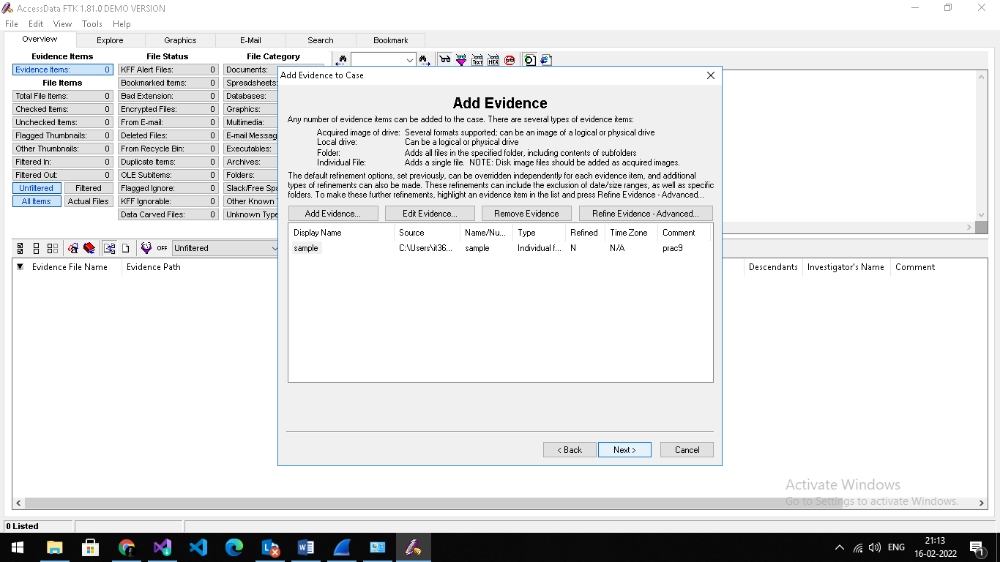 AccessData FTK 1.81.0 DEMO VERSION
File Edit View Tools Help
Overview Explore Graphics E-Mail Search Bookmark
Evidence Items File Status File Category
Evidence Items: 0 KFF Alert Files: 0 Documents:
File Items Bookmarked Items: 0 Spreadsheets:
Total File Items: 0 Bad Extension: 0 Databases:
Checked Items: 0 Encrypted Files: 0 Graphics:
Unchecked Items: 0 From E-mail: 0 Multimedia:
Flagged Thumbnails: 0 Deleted Files: 0 E-mail Messag
Other Thumbnails: 0 From Recycle Bin: 0 Executables:
Filtered In: 0 Duplicate Items: 0 Archives:
Filtered Out: 0 OLE Subitems: 0 Folders:
Unfiltered Filtered Flagged Ignore: 0 Slack/Free Spa
All Items Actual Files KFF Ignorable: 0 Other Known
Data Carved Files: 0 Unknown Type
TEXT HEX
OFF Unfiltered
Evidence File Name Evidence Path Descendants Investigator's Name Comment
Add Evidence to Case
Add Evidence
Any number of evidence items can be added to the case. There are several types of evidence items:
Acquired image of drive: Several formats supported; can be an image of a logical or physical drive
Local drive: Can be a logical or physical drive
Folder: Adds all files in the specified folder, including contents of subfolders
Individual File: Adds a single file. NOTE: Disk image files should be added as acquired images.
The default refinement options, set previously, can be overridden independently for each evidence item, and additional
types of refinements can also be made. These refinements can include the exclusion of date/size ranges, as well as specific
folders. To make these further refinements, highlight an evidence item in the list and press Refine Evidence - Advanced...
Add Evidence... Edit Evidence... Remove Evidence Refine Evidence - Advanced...
Display Name Source Name/Nu... Type Refined Time Zone Comment
sample C:\Users\it36... sample Individual f... N N/A prac9
< Back Next > Cancel
Activate Windows
Go to Settings to activate Windows.
0 Listed
ENG 21:13
16-02-2022 1